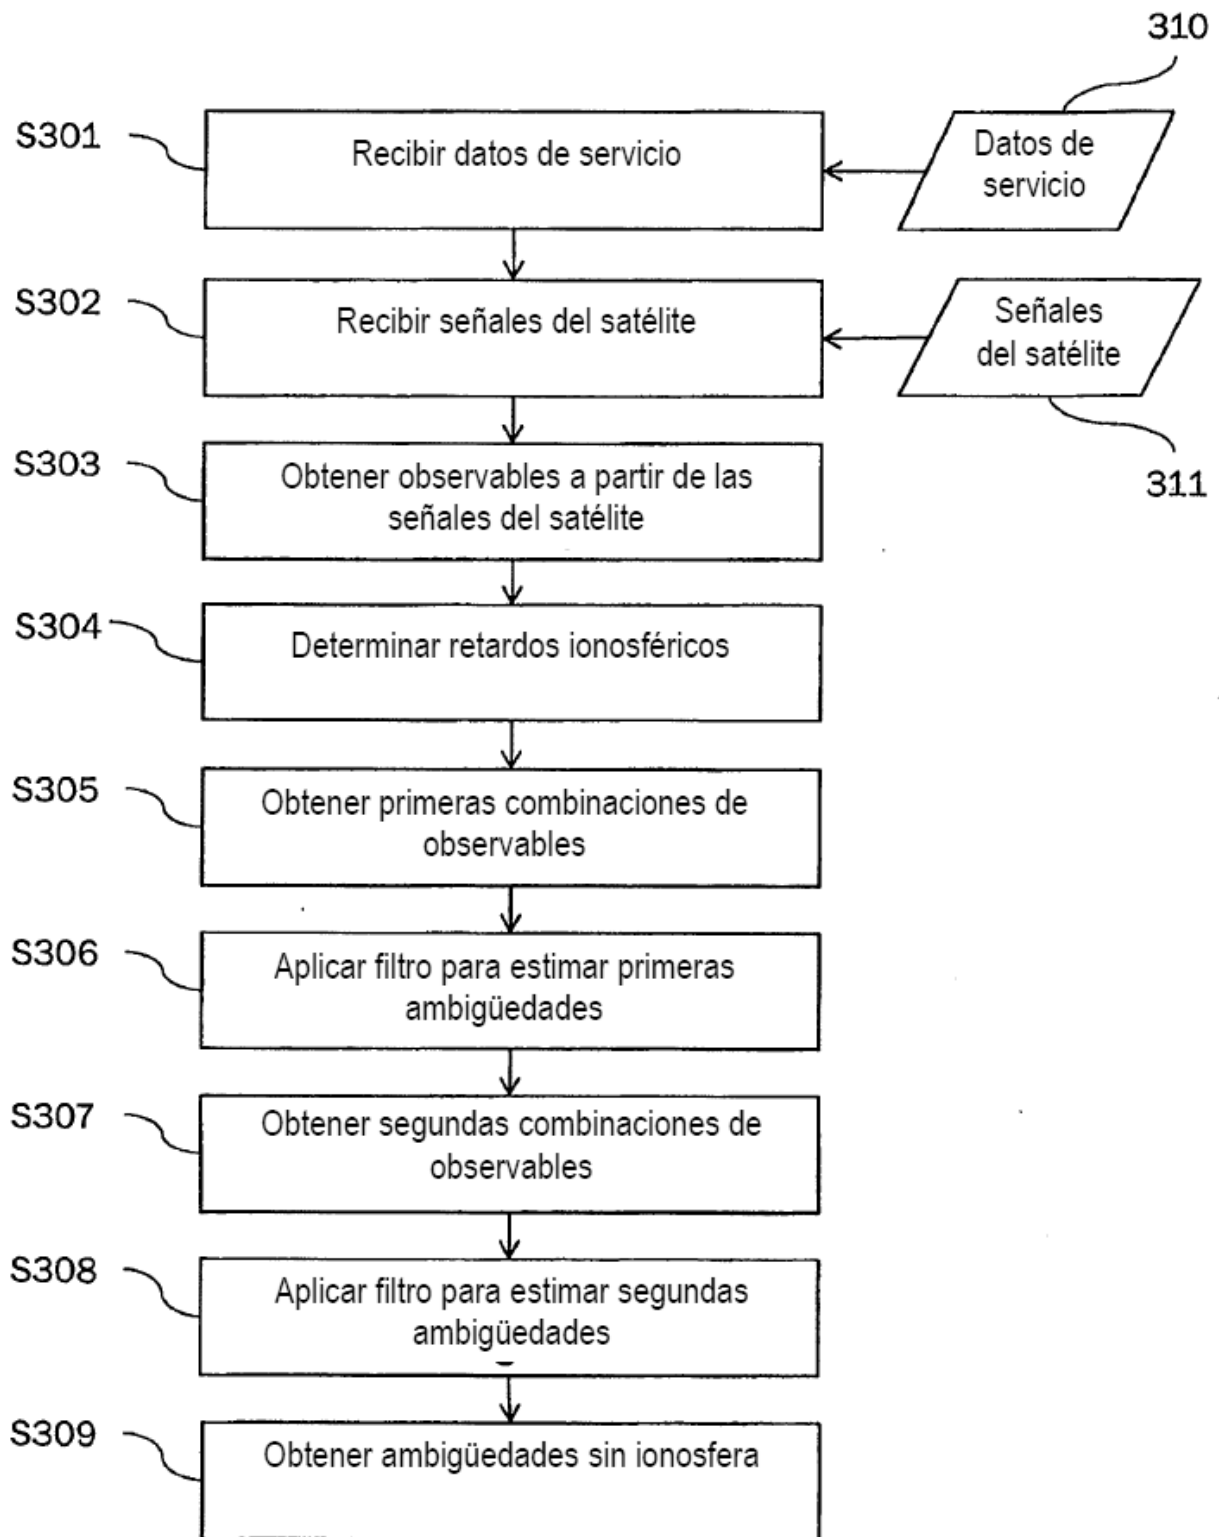 310
S301
Recibir datos de servicio
Datos de
servicio
S302
Recibir señales del satélite
Señales
del satélite
S303
Obtener observables a partir de las
señales del satélite
311
S304
Determinar retardos ionosféricos
S305
Obtener primeras combinaciones de
observables
S306
Aplicar filtro para estimar primeras
ambigüedades
S307
Obtener segundas combinaciones de
observables
S308
Aplicar filtro para estimar segundas
ambigüedades
S309
Obtener ambigüedades sin ionosfera